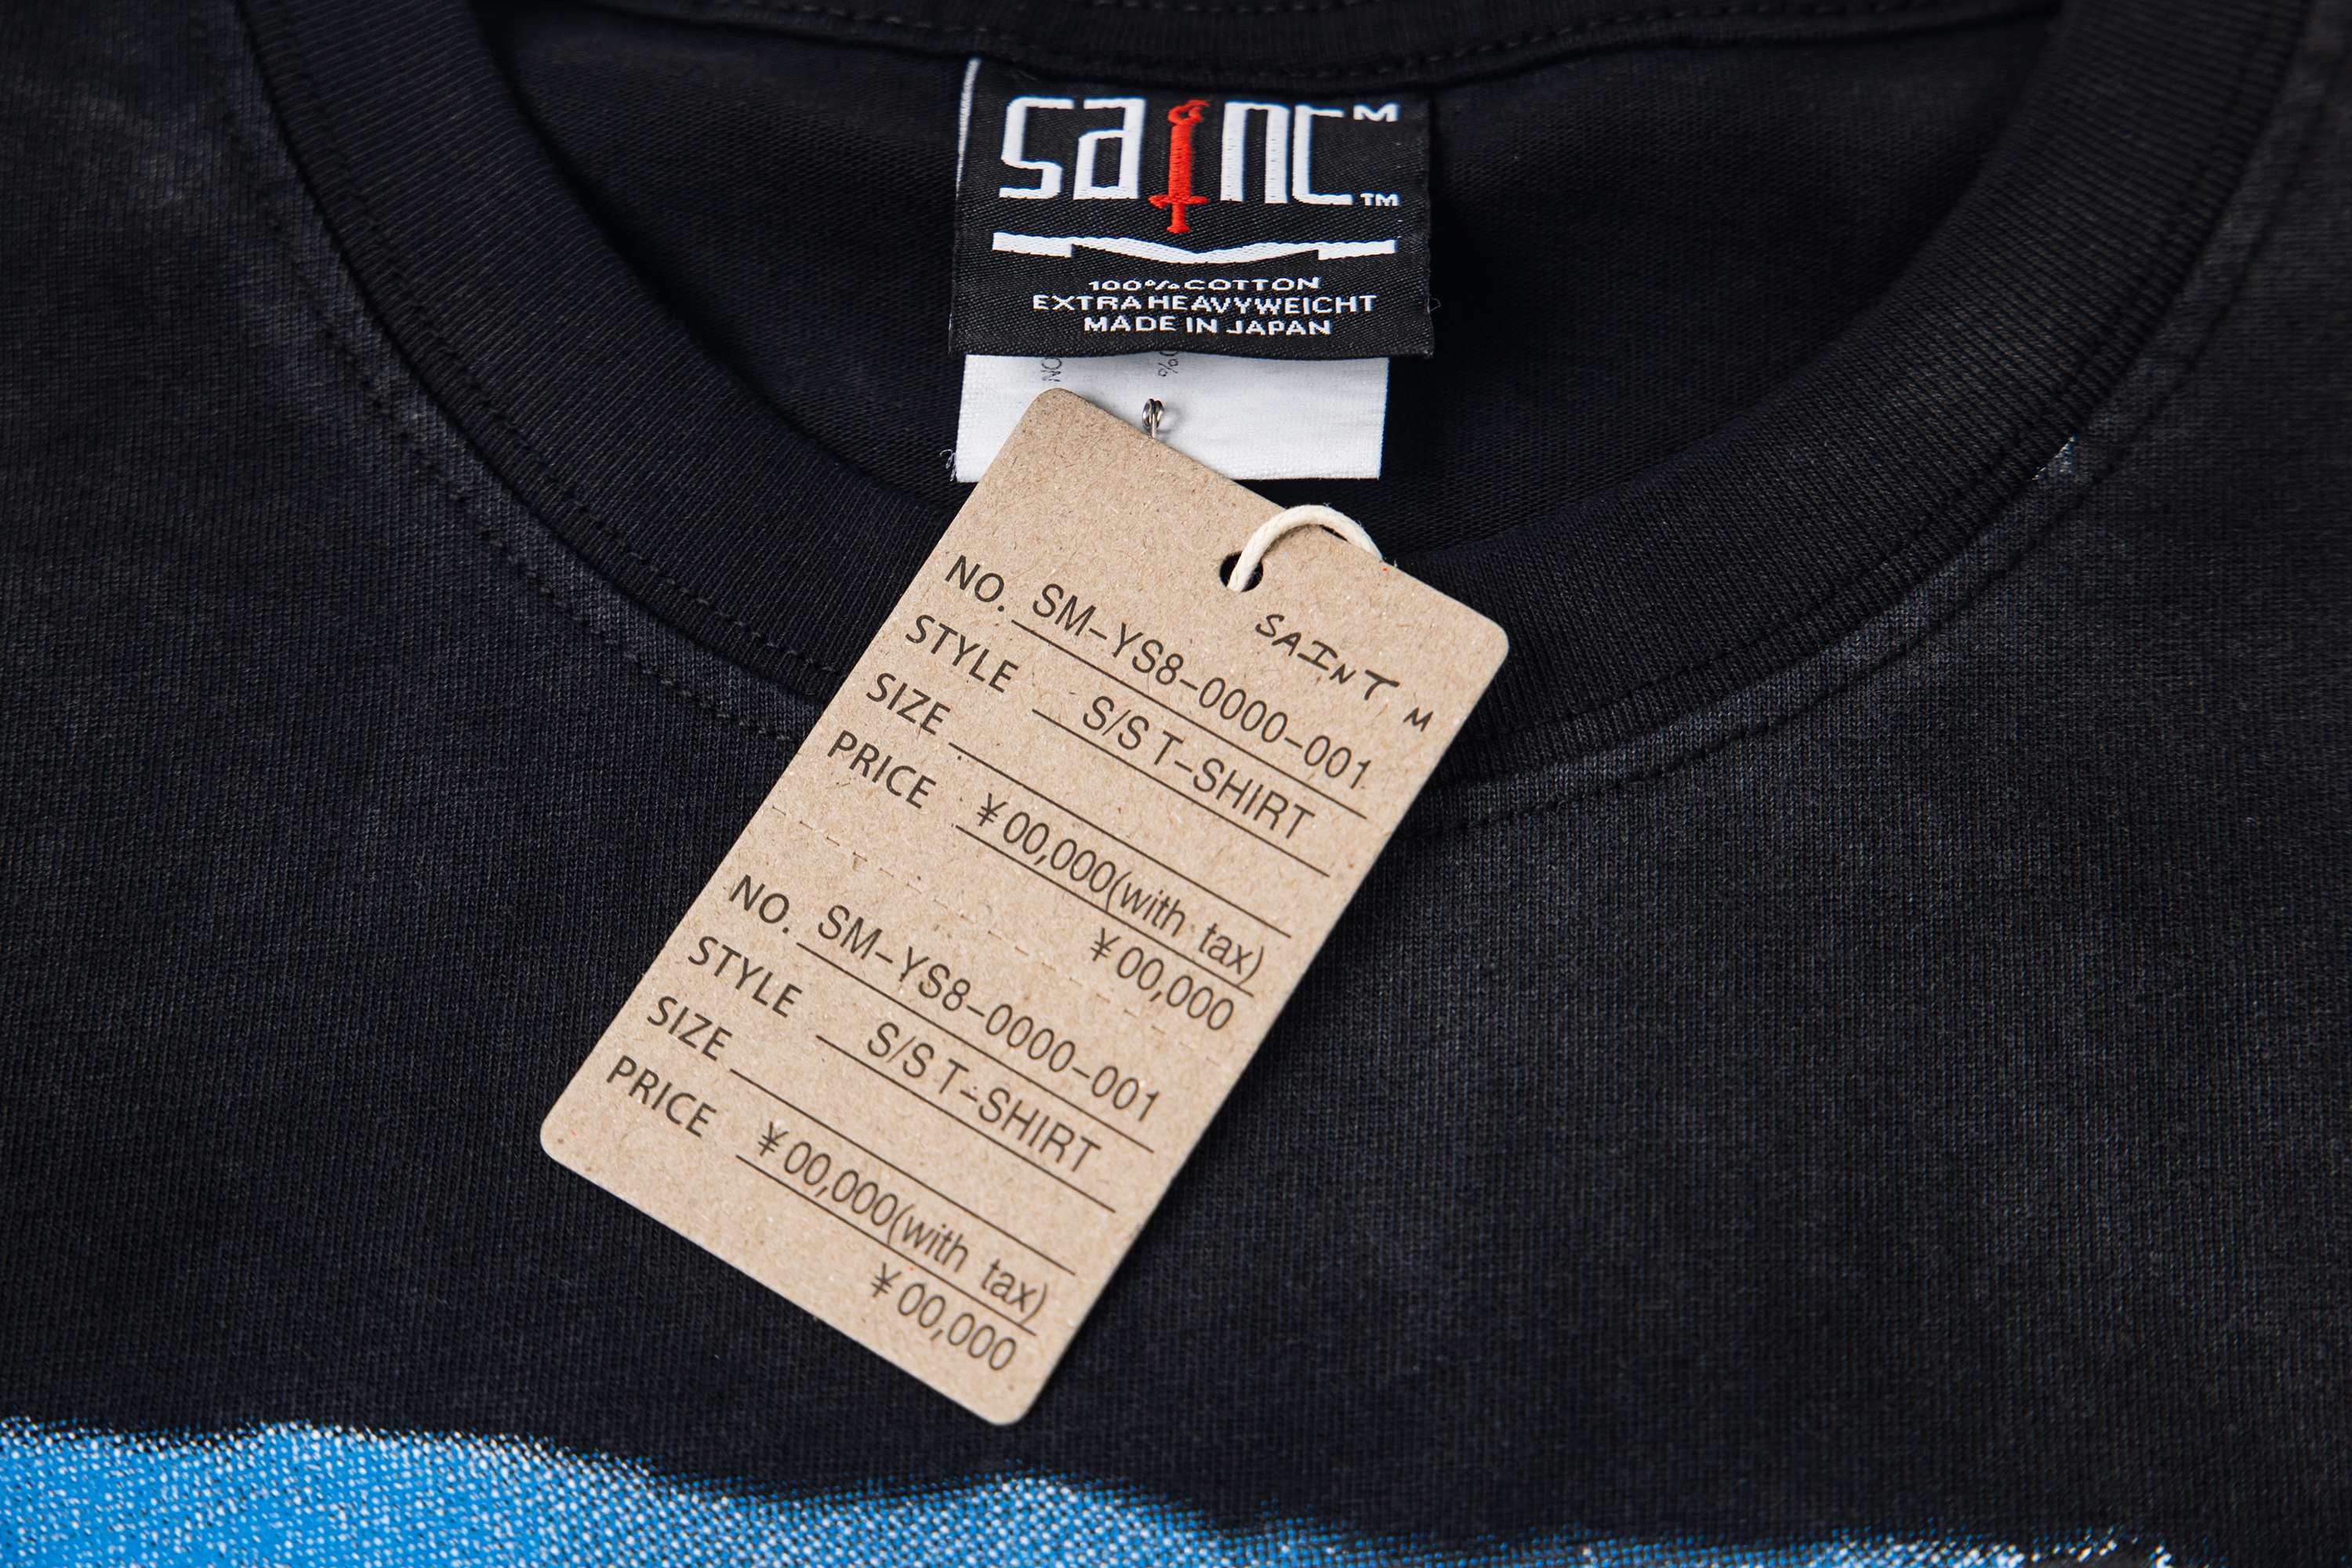 saint M
TM
100% COTTON
EXTRA HEAVYWEIGHT
MADE IN JAPAN
SAINT M
NO. SM-YS8-0000-001
STYLE S/S T-SHIRT
SIZE
PRICE ¥00,000(with tax)
¥00,000
NO. SM-YS8-0000-001
STYLE S/S T-SHIRT
SIZE
PRICE ¥00,000(with tax)
¥00,000